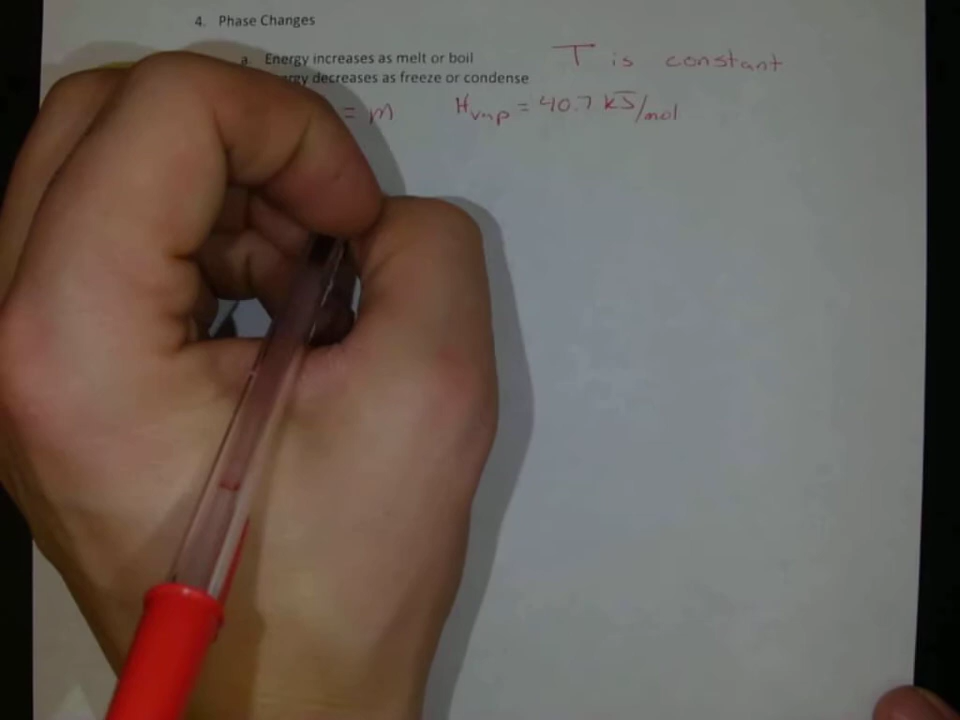 4. Phase Changes
a. Energy increases as melt or boil
T is constant
decreases as freeze or condense
= m
Hvap = 40.7 kJ/mol